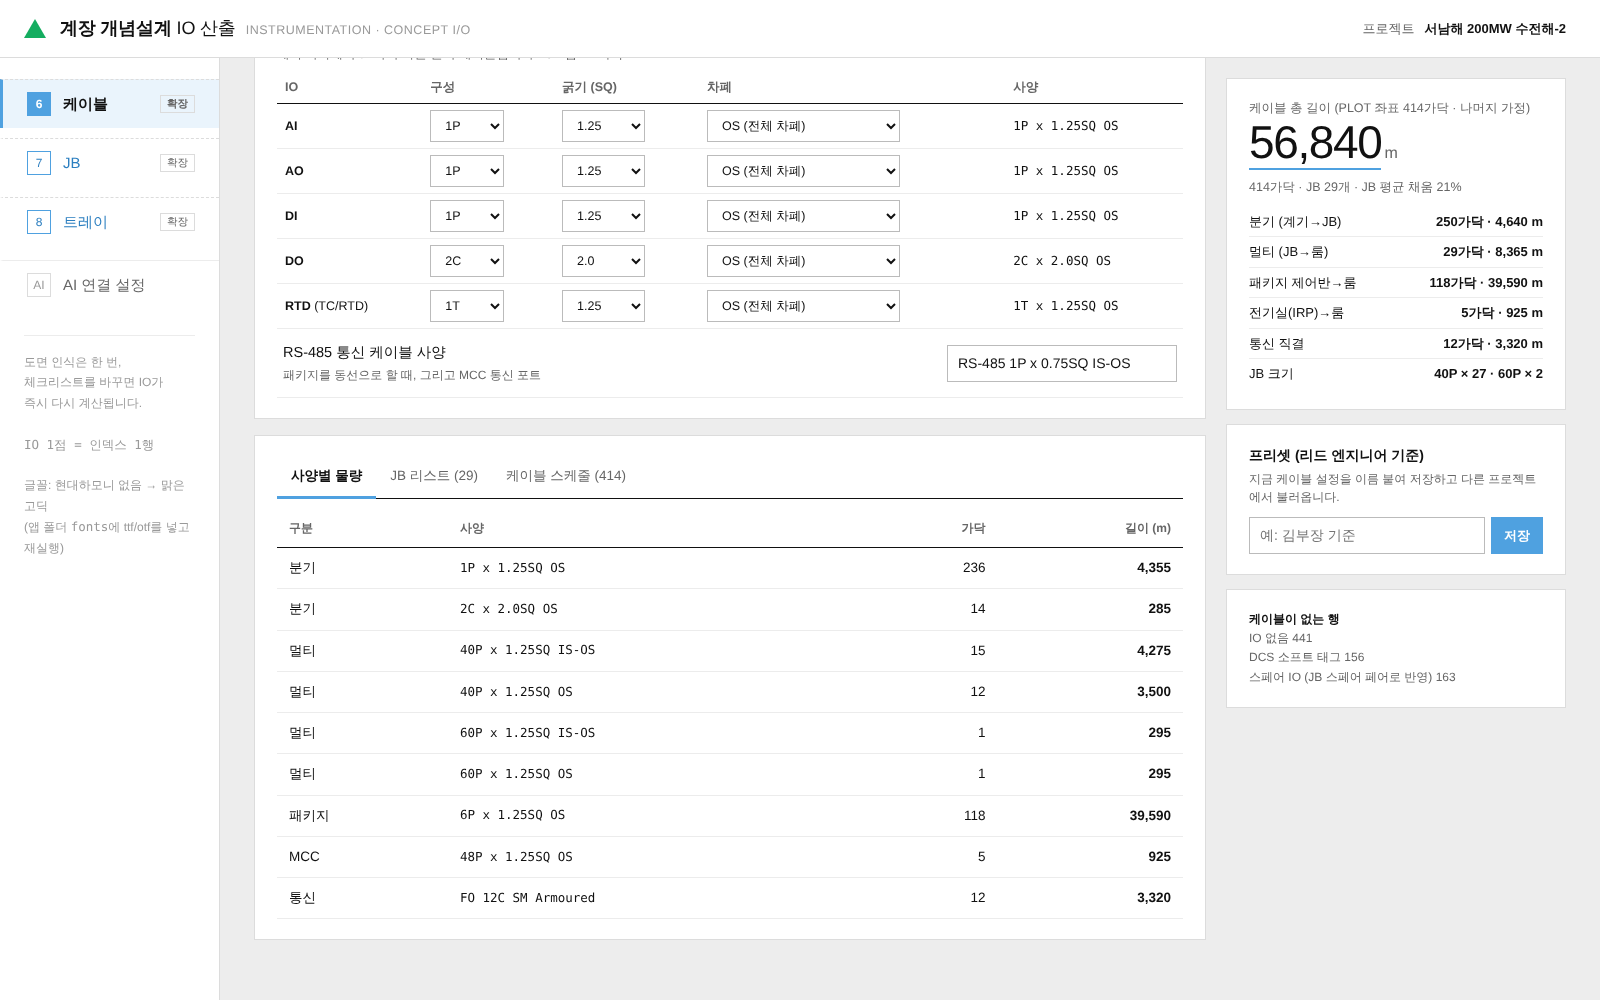 계장 개념설계 IO 산출 INSTRUMENTATION · CONCEPT I/O
프로젝트 서남해 200MW 수전해-2
6 케이블 확장
7 JB 확장
8 트레이 확장
AI AI 연결 설정
도면 인식은 한 번,
체크리스트를 바꾸면 IO가
즉시 다시 계산됩니다.
IO 1점 = 인덱스 1행
글꼴: 현대하모니 없음 → 맑은
고딕
(앱 폴더 fonts에 ttf/otf를 넣고
재실행)
IO 구성 굵기 (SQ) 차폐 사양
AI 1P 1.25 OS (전체 차폐) 1P x 1.25SQ OS
AO 1P 1.25 OS (전체 차폐) 1P x 1.25SQ OS
DI 1P 1.25 OS (전체 차폐) 1P x 1.25SQ OS
DO 2C 2.0 OS (전체 차폐) 2C x 2.0SQ OS
RTD (TC/RTD) 1T 1.25 OS (전체 차폐) 1T x 1.25SQ OS
RS-485 통신 케이블 사양
패키지를 동선으로 할 때, 그리고 MCC 통신 포트
RS-485 1P x 0.75SQ IS-OS
사양별 물량 JB 리스트 (29) 케이블 스케줄 (414)
구분 사양 가닥 길이 (m)
분기 1P x 1.25SQ OS 236 4,355
분기 2C x 2.0SQ OS 14 285
멀티 40P x 1.25SQ IS-OS 15 4,275
멀티 40P x 1.25SQ OS 12 3,500
멀티 60P x 1.25SQ IS-OS 1 295
멀티 60P x 1.25SQ OS 1 295
패키지 6P x 1.25SQ OS 118 39,590
MCC 48P x 1.25SQ OS 5 925
통신 FO 12C SM Armoured 12 3,320
케이블 총 길이 (PLOT 좌표 414가닥 · 나머지 가정)
56,840 m
414가닥 · JB 29개 · JB 평균 채움 21%
분기 (계기→JB) 250가닥 · 4,640 m
멀티 (JB→룸) 29가닥 · 8,365 m
패키지 제어반→룸 118가닥 · 39,590 m
전기실(IRP)→룸 5가닥 · 925 m
통신 직결 12가닥 · 3,320 m
JB 크기 40P × 27 · 60P × 2
프리셋 (리드 엔지니어 기준)
지금 케이블 설정을 이름 붙여 저장하고 다른 프로젝트
에서 불러옵니다.
예: 김부장 기준 저장
케이블이 없는 행
IO 없음 441
DCS 소프트 태그 156
스페어 IO (JB 스페어 페어로 반영) 163